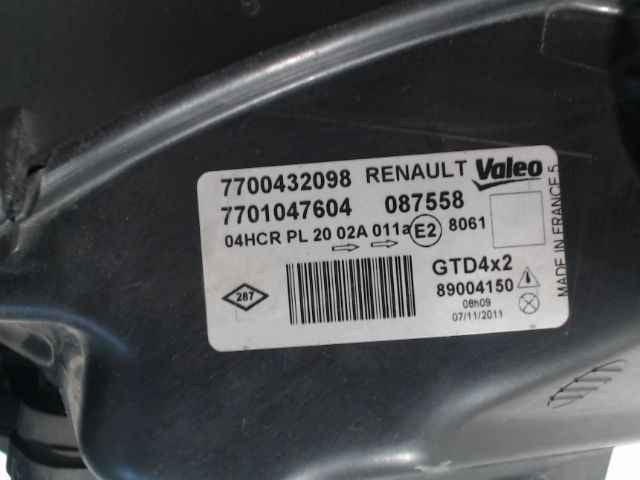 7700432098 RENAULT Valeo
7701047604 087558
04HCR PL 20 02A 011a E2 8061
GTD4x2
287
89004150
08h09
07/11/2011
MADE IN FRANCE 5